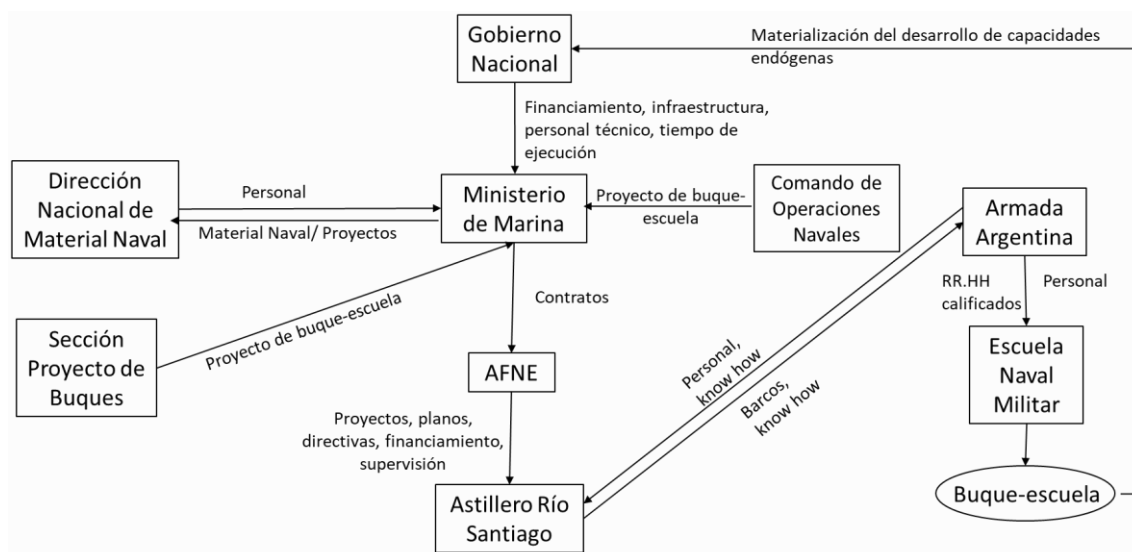 Gobierno
Nacional
Materialización del desarrollo de capacidades
endógenas
Financiamiento, infraestructura,
personal técnico, tiempo de
ejecución
Dirección
Nacional de
Material Naval
Personal
Material Naval/ Proyectos
Ministerio
de Marina
Proyecto de buque-
escuela
Comando de
Operaciones
Navales
Armada
Argentina
RR.HH
calificados
Personal
Sección
Proyecto de
Buques
Proyecto de buque-escuela
Contratos
AFNE
Personal,
know how
Barcos,
know how
Escuela
Naval
Militar
Proyectos, planos,
directivas, financiamiento,
supervisión
Astillero Río
Santiago
Buque-escuela